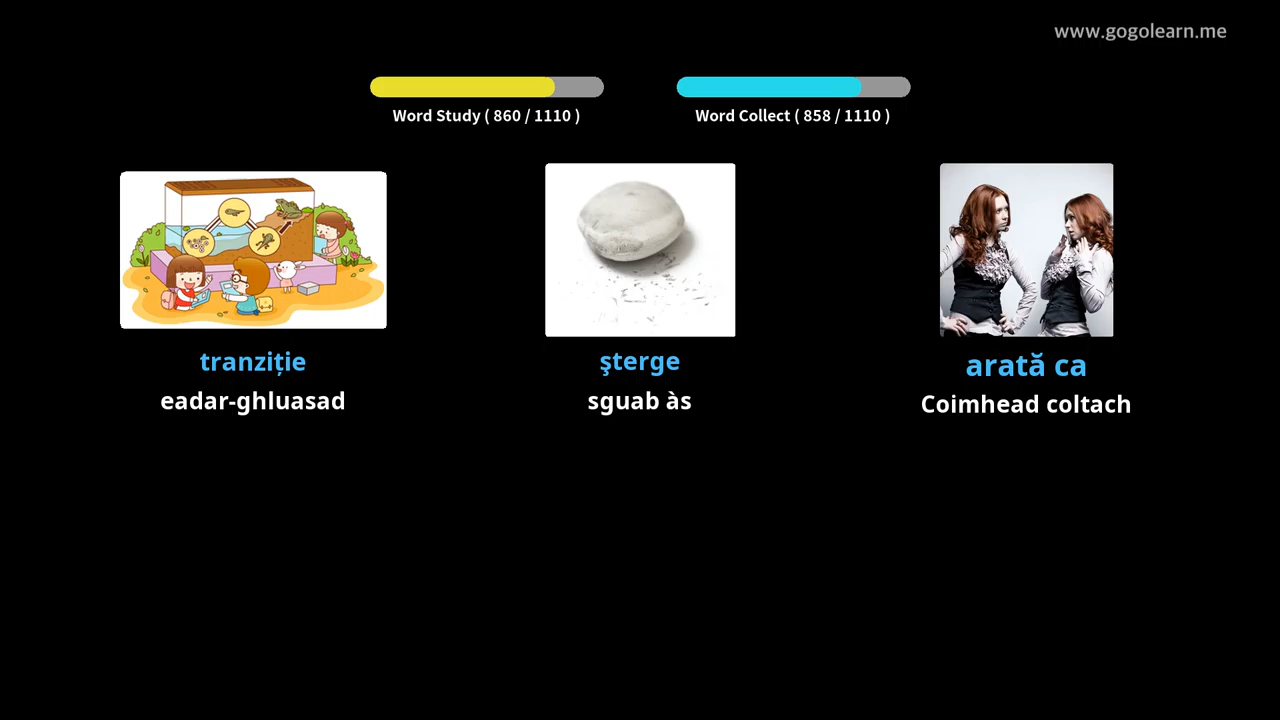 www.gogolearn.me
Word Study ( 860 / 1110 )
Word Collect ( 858 / 1110 )
tranziție
eadar-ghluasad
şterge
sguab às
arată ca
Coimhead coltach